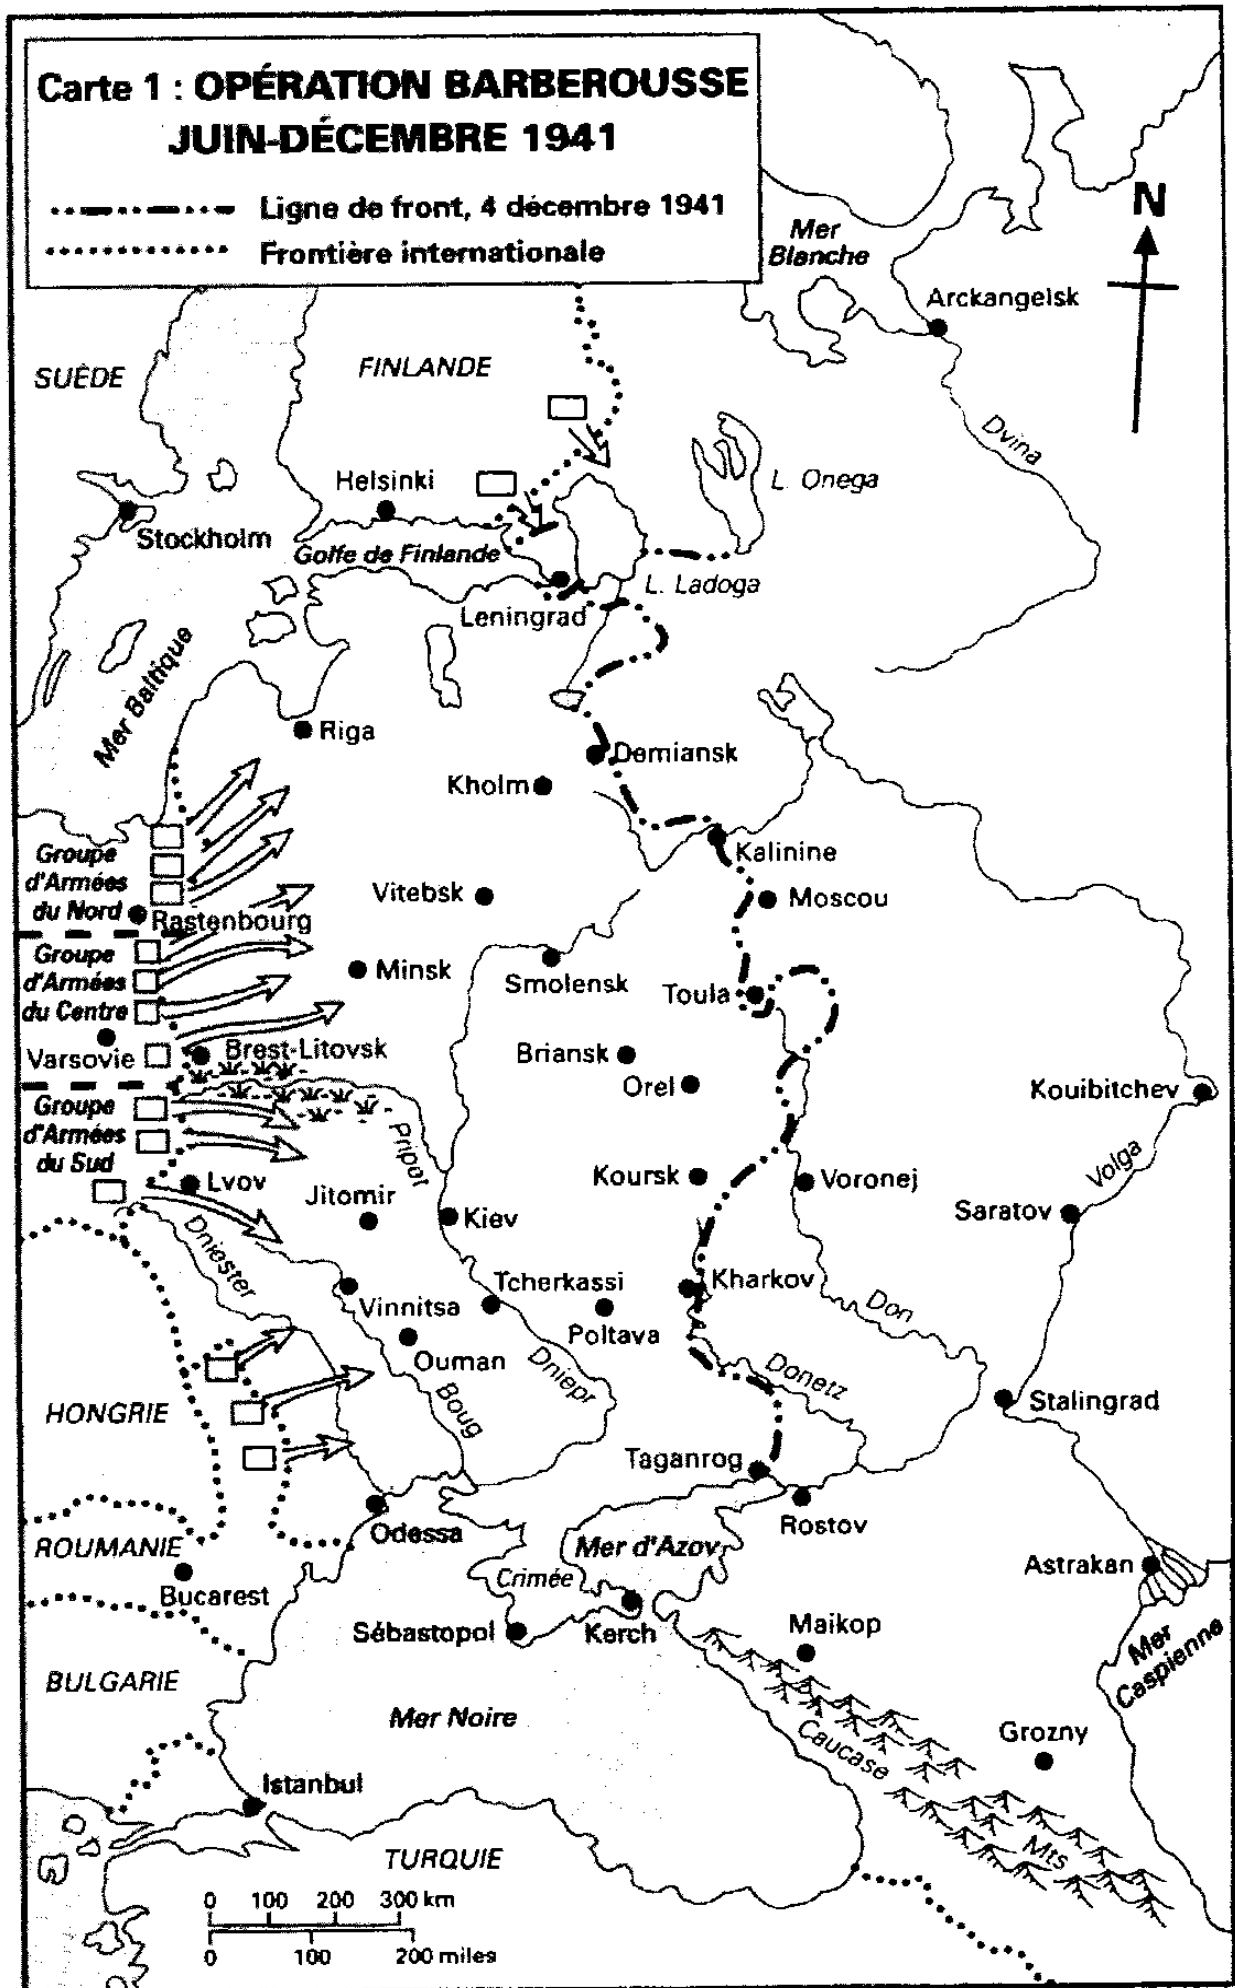 Carte 1 : OPÉRATION BARBEROUSSE
JUIN-DÉCEMBRE 1941
Ligne de front, 4 décembre 1941
Frontière internationale
N
Mer
Blanche
Arckangelsk
SUÈDE
FINLANDE
Dvina
Helsinki
L. Onega
Stockholm
Golfe de Finlande
L. Ladoga
Leningrad
Mer Baltique
Riga
Demiansk
Kholm
Kalinine
Groupe
d'Armées
du Nord
Rastenbourg
Vitebsk
Moscou
Groupe
d'Armées
du Centre
Minsk
Smolensk
Toula
Varsovie
Brest-Litovsk
Briansk
Orel
Kouibitchev
Groupe
d'Armées
du Sud
Pripat
Volga
Lvov
Jitomir
Koursk
Voronej
Kiev
Saratov
Dniester
Tcherkassi
Kharkov
Vinnitsa
Poltava
Don
Ouman
Dniepr
Donetz
Boug
HONGRIE
Stalingrad
Taganrog
Odessa
Rostov
ROUMANIE
Mer d'Azov
Astrakan
Crimée
Bucarest
Sébastopol
Kerch
Maikop
Mer
Caspienne
BULGARIE
Mer Noire
Caucase
Grozny
Istanbul
Mts
TURQUIE
0 100 200 300 km
0 100 200 miles